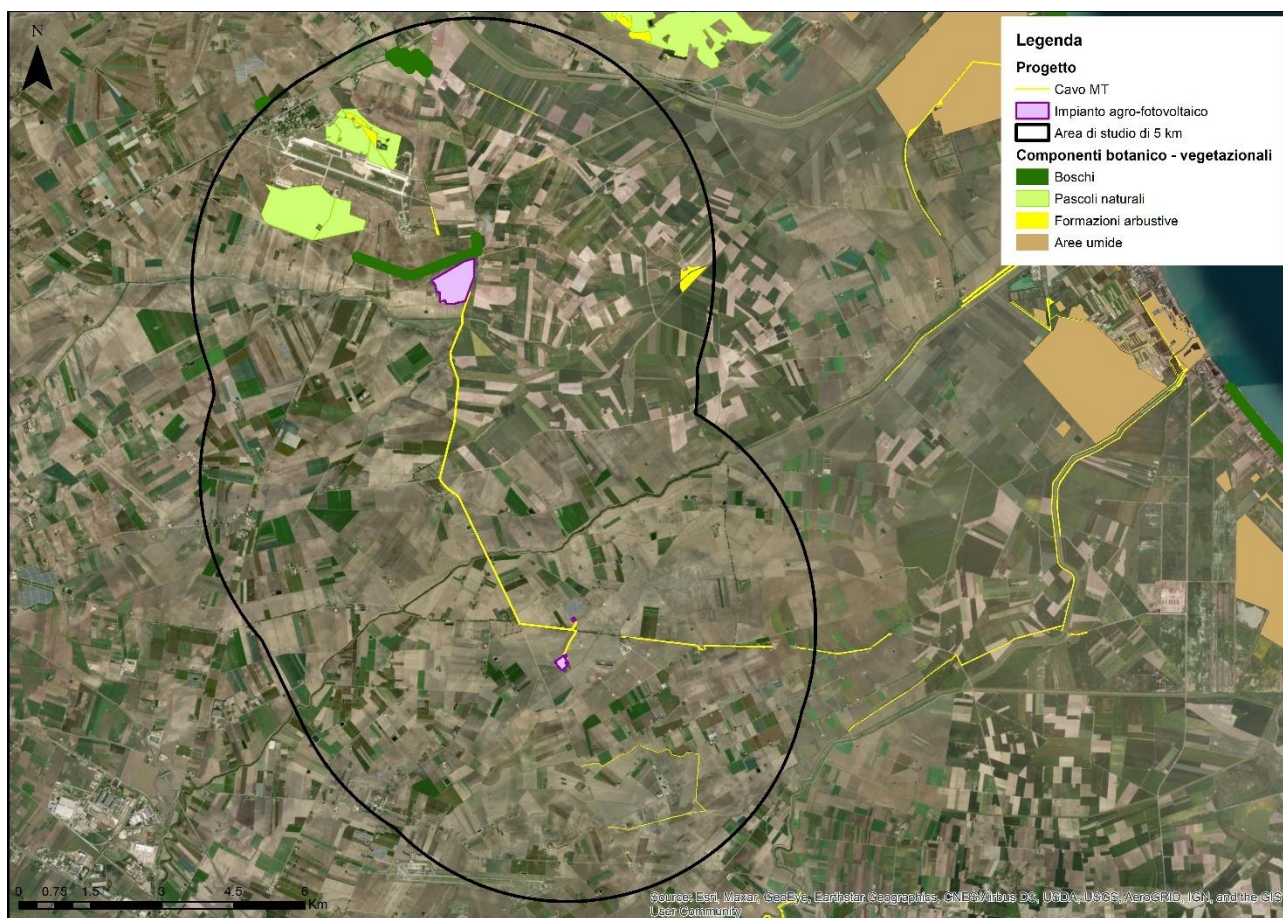 N
Legenda
Progetto
Cavo MT
Impianto agro-fotovoltaico
Area di studio di 5 km
Componenti botanico - vegetazionali
Boschi
Pascoli naturali
Formazioni arbustive
Aree umide
0 0.75 1.5 3 4.5 6
Km
Source: Esri, Maxar, GeoEye, Earthstar Geographics, CNES/Airbus DS, USDA, USGS, AeroGRID, IGN, and the GIS
User Community